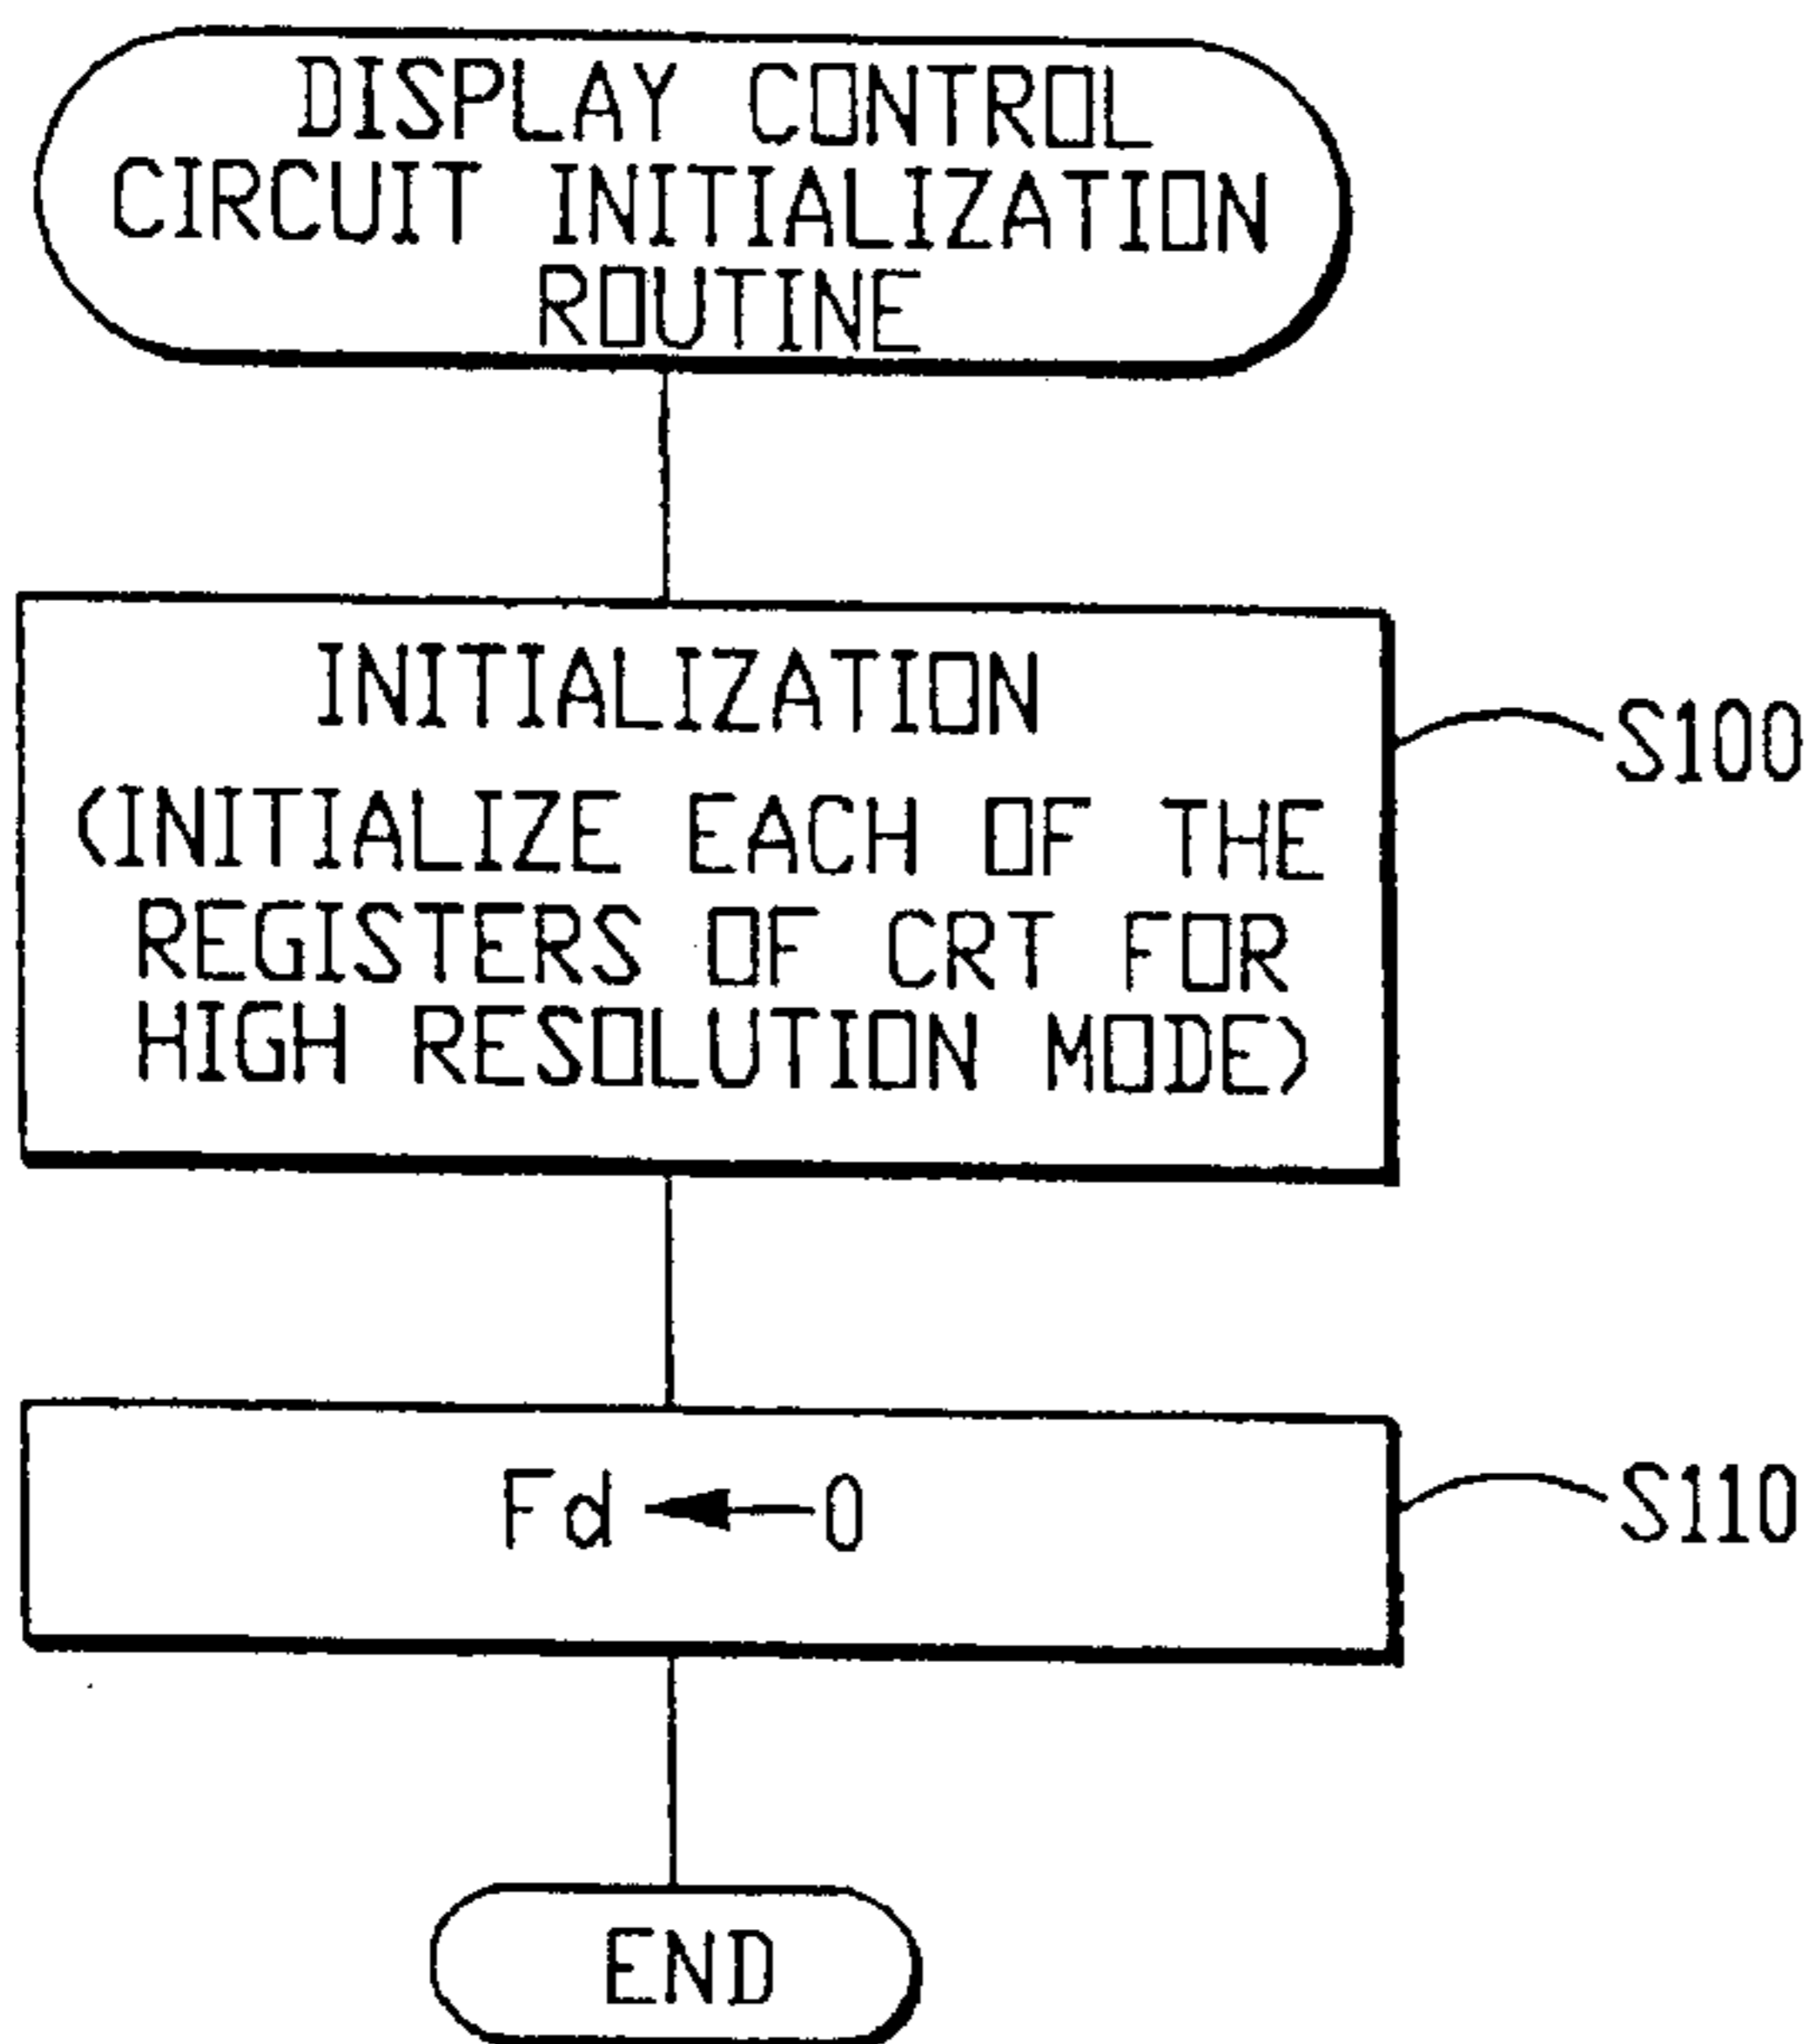 DISPLAY CONTROL
CIRCUIT INITIALIZATION
ROUTINE
INITIALIZATION
(INITIALIZE EACH OF THE
REGISTERS OF CRT FOR
HIGH RESOLUTION MODE)
S100
Fd ← 0
S110
END